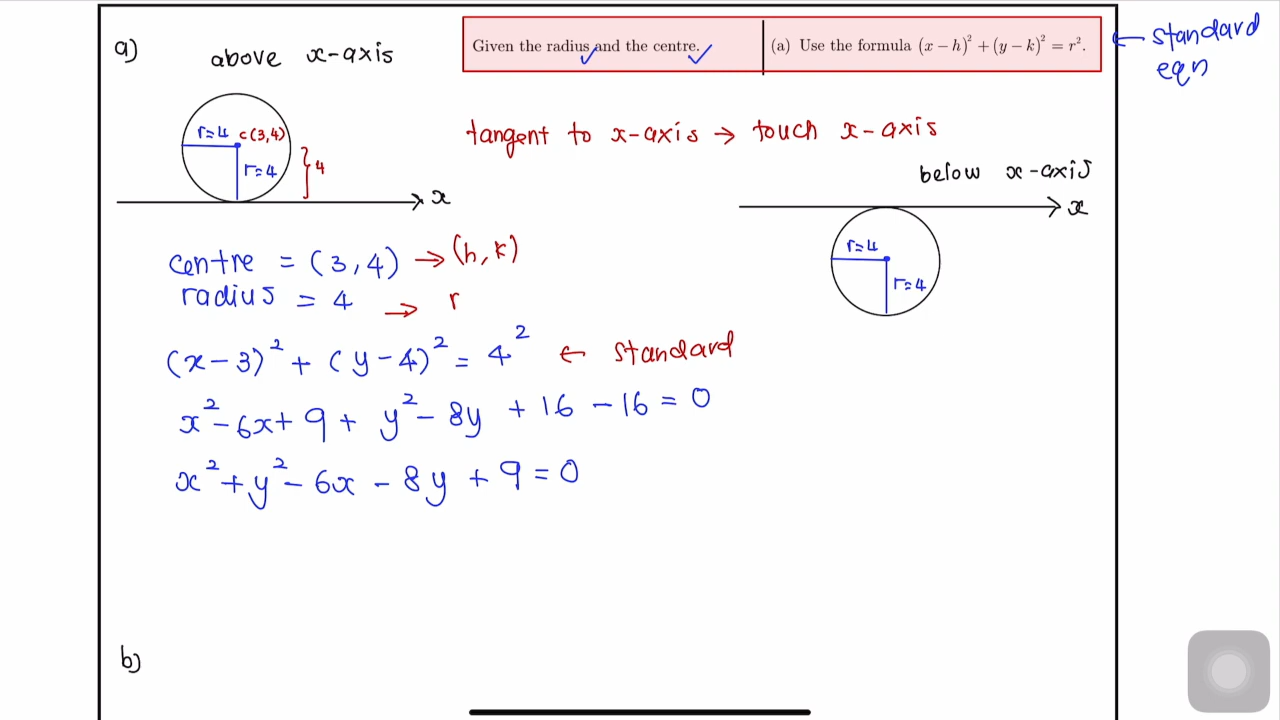 a)
above x-axis
Given the radius and the centre. (a) Use the formula (x − h)² + (y − k)² = r².
← standard
eqn
r=4 c(3,4)
r=4
4
x
tangent to x-axis → touch x-axis
below x-axis
x
r=4
r=4
centre = (3,4) → (h, k)
radius = 4 → r
(x-3)² + (y-4)² = 4² ← standard
x² - 6x + 9 + y² - 8y + 16 - 16 = 0
x² + y² - 6x - 8y + 9 = 0
b)